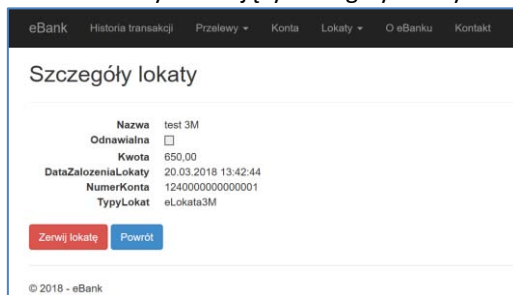 eBank Historia transakcji Przelewy Konta Lokaty O eBanku Kontakt
Szczegóły lokaty
Nazwa test 3M
Odnawialna
Kwota 650,00
DataZalozeniaLokaty 20.03.2018 13:42:44
NumerKonta 1240000000000001
TypyLokat eLokata3M
Zerwij lokatę Powrót
© 2018 - eBank